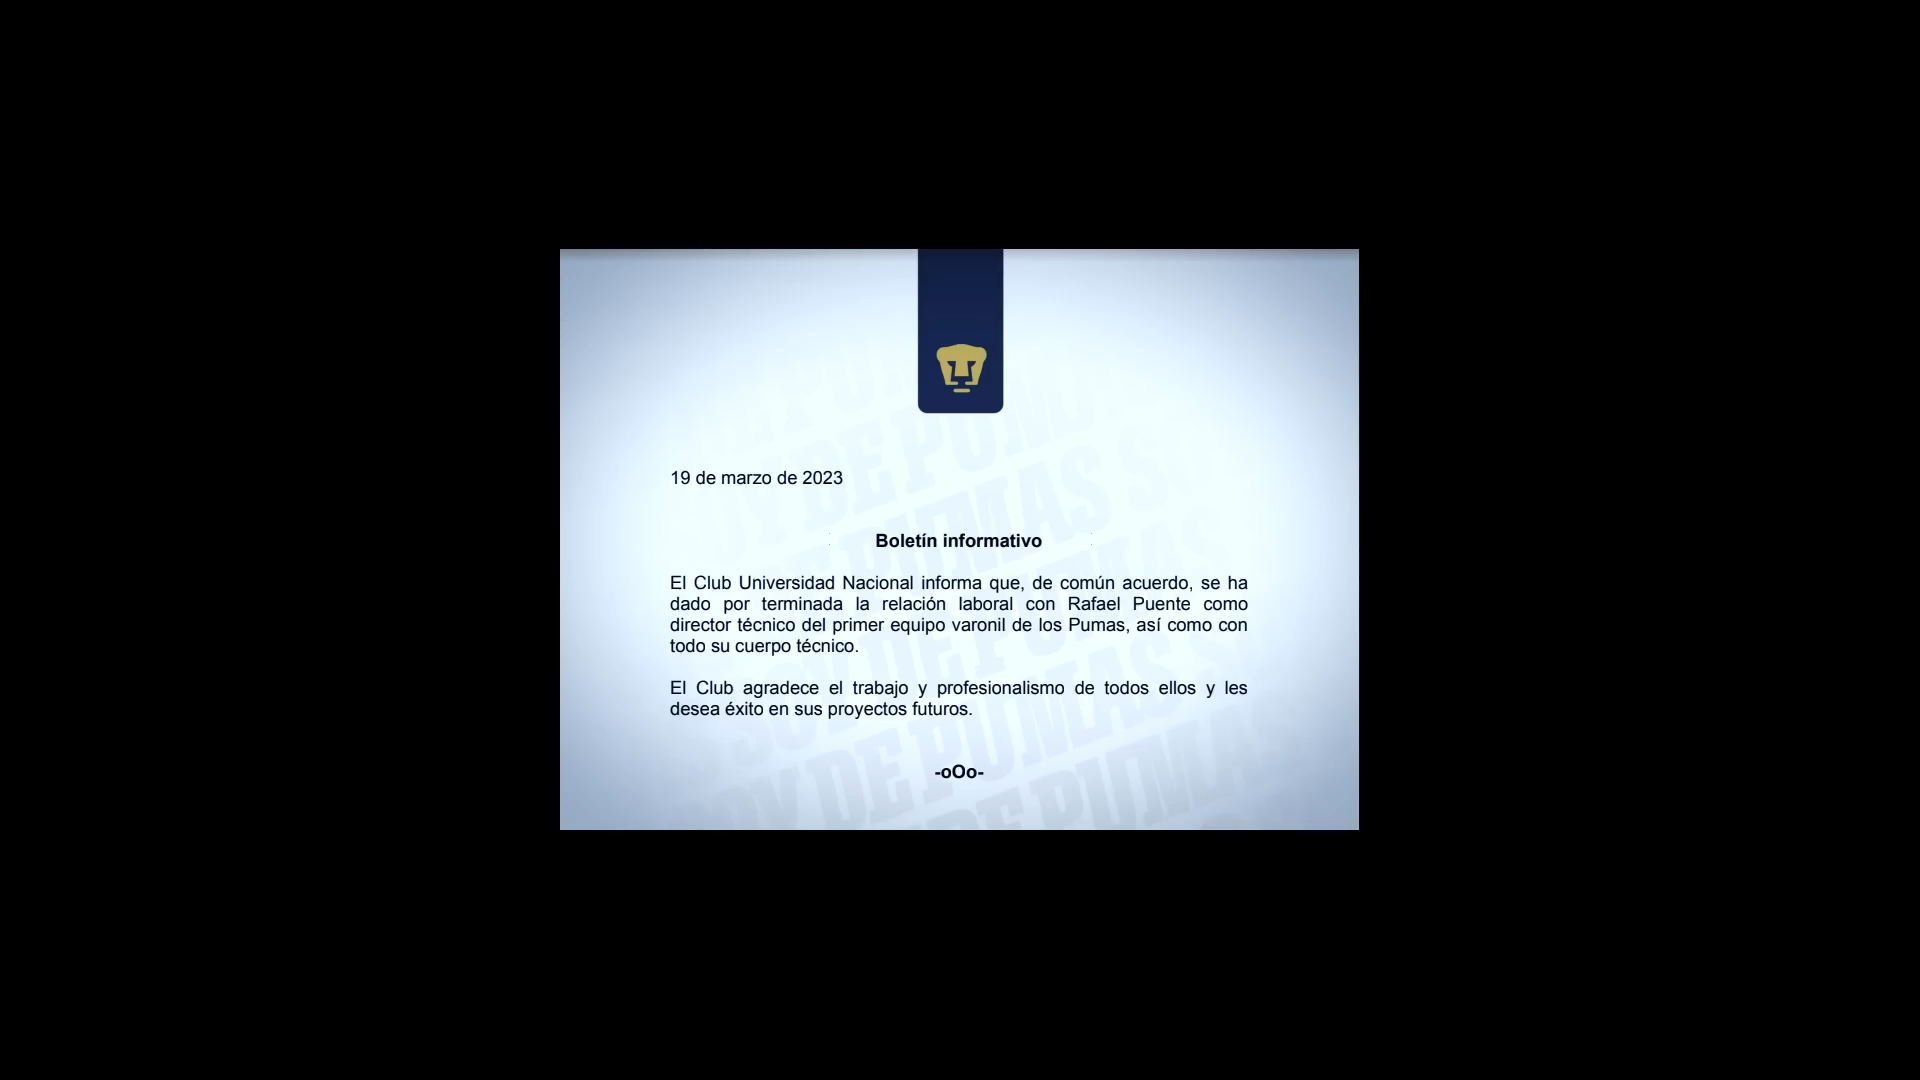 19 de marzo de 2023
Boletín informativo
El Club Universidad Nacional informa que, de común acuerdo, se ha
dado por terminada la relación laboral con Rafael Puente como
director técnico del primer equipo varonil de los Pumas, así como con
todo su cuerpo técnico.
El Club agradece el trabajo y profesionalismo de todos ellos y les
desea éxito en sus proyectos futuros.
-oOo-